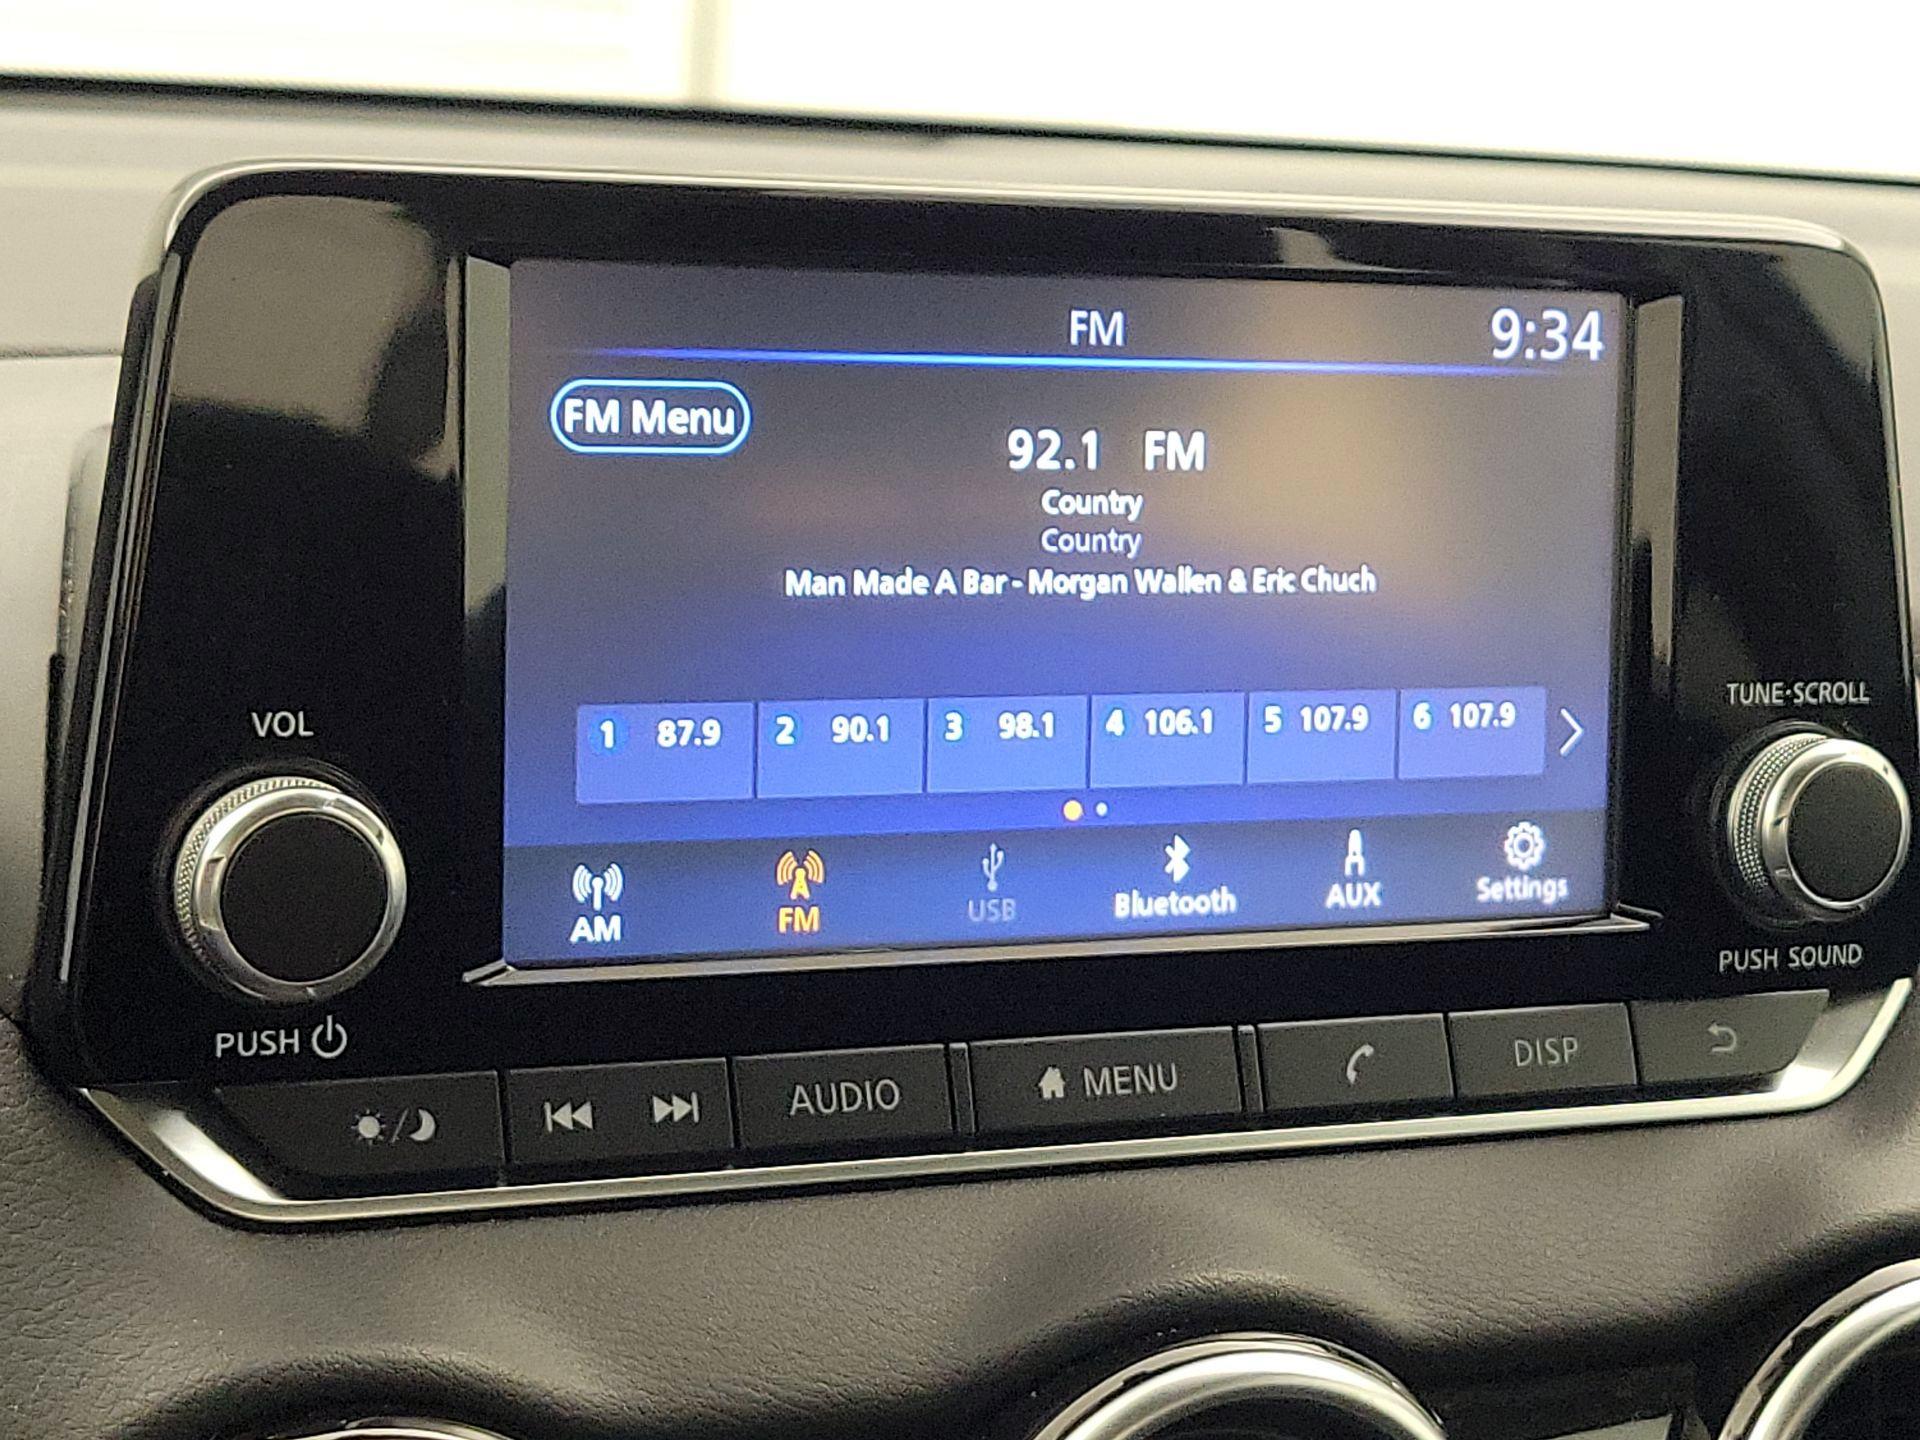 FM 9:34
FM Menu
92.1 FM
Country
Country
Man Made A Bar - Morgan Wallen & Eric Chuch
1 87.9 2 90.1 3 98.1 4 106.1 5 107.9 6 107.9
AM FM USB Bluetooth AUX Settings
VOL
PUSH
TUNE·SCROLL
PUSH SOUND
AUDIO MENU DISP